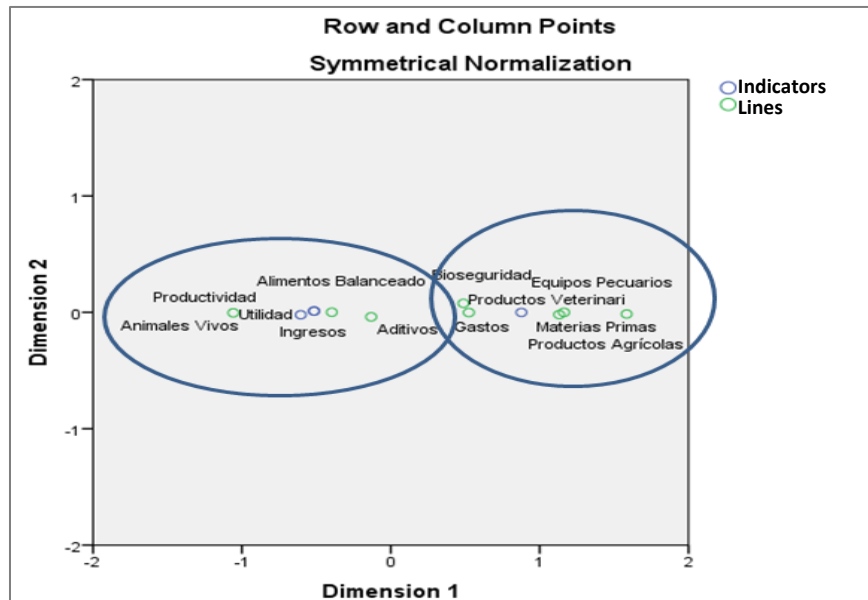 Row and Column Points
Symmetrical Normalization
Indicators
Lines
2
1
0
-1
-2
Dimension 2
Bioseguridad
Alimentos Balanceado
Equipos Pecuarios
Productividad
Productos Veterinari
Utilidad
Animales Vivos
Ingresos
Aditivos
Gastos
Materias Primas
Productos Agrícolas
-2
-1
0
1
2
Dimension 1